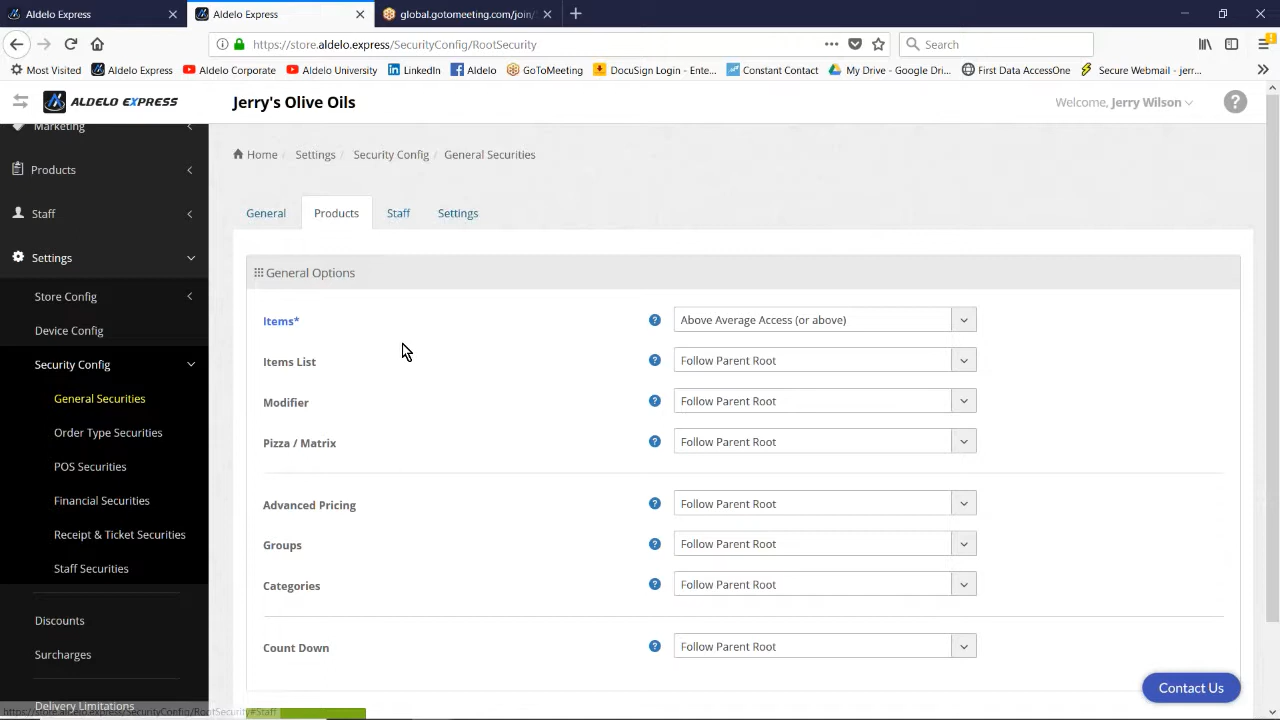 Aldelo Express
Aldelo Express
global.gotomeeting.com/join/
https://store.aldelo.express/SecurityConfig/RootSecurity
Search
Most Visited
Aldelo Express
Aldelo Corporate
Aldelo University
LinkedIn
Aldelo
GoToMeeting
DocuSign Login - Ente...
Constant Contact
My Drive - Google Dri...
First Data AccessOne
Secure Webmail - jerr...
ALDELO EXPRESS
Jerry's Olive Oils
Welcome, Jerry Wilson
Marketing
Products
Staff
Settings
Store Config
Device Config
Security Config
General Securities
Order Type Securities
POS Securities
Financial Securities
Receipt & Ticket Securities
Staff Securities
Discounts
Surcharges
Delivery Limitations
https://store.aldelo.express/SecurityConfig/RootSecurity#Staff
Home / Settings / Security Config / General Securities
General
Products
Staff
Settings
General Options
Items*
Above Average Access (or above)
Items List
Follow Parent Root
Modifier
Follow Parent Root
Pizza / Matrix
Follow Parent Root
Advanced Pricing
Follow Parent Root
Groups
Follow Parent Root
Categories
Follow Parent Root
Count Down
Follow Parent Root
Contact Us